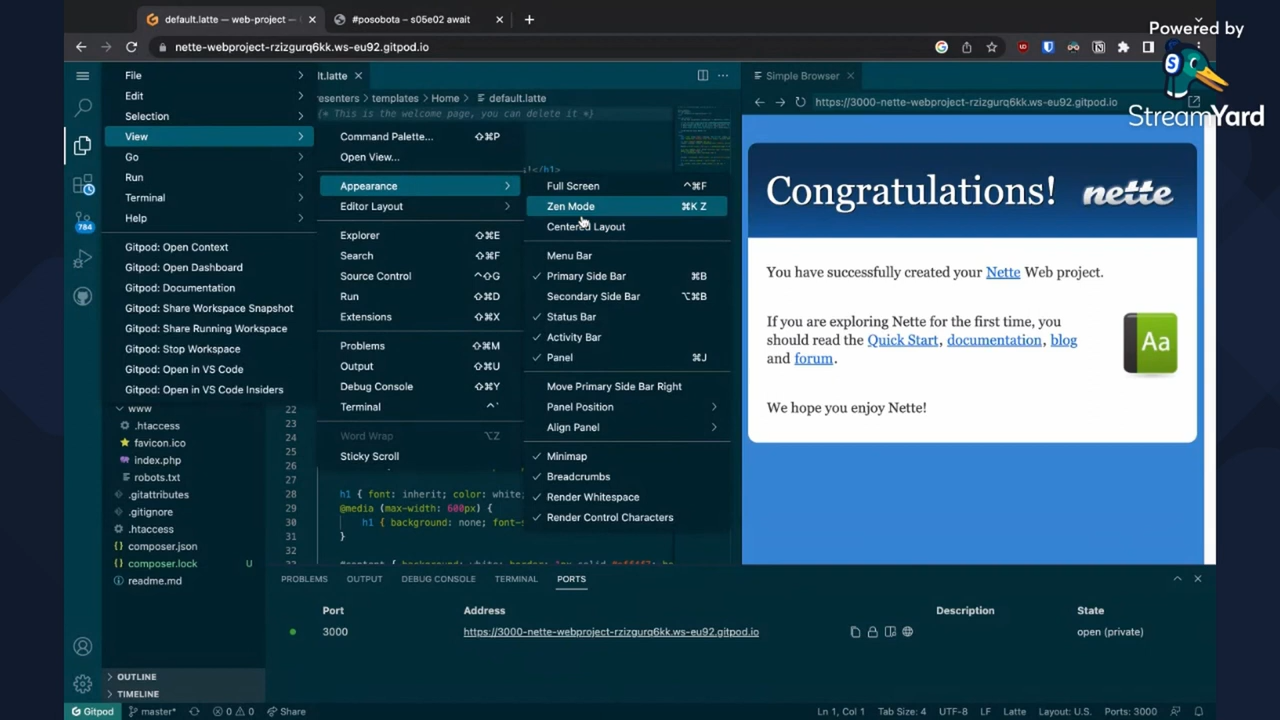 default.latte — web-project —
#posobota – s05e02 await
Powered by
StreamYard
nette-webproject-rzizgurq6kk.ws-eu92.gitpod.io
File
Edit
Selection
View
Go
Run
Terminal
Help
Gitpod: Open Context
Gitpod: Open Dashboard
Gitpod: Documentation
Gitpod: Share Workspace Snapshot
Gitpod: Share Running Workspace
Gitpod: Stop Workspace
Gitpod: Open in VS Code
Gitpod: Open in VS Code Insiders
784
lt.latte
resenters > templates > Home > default.latte
{* This is the welcome page, you can delete it *}
!</h1>
Command Palette... ⇧⌘P
Open View...
Appearance
Editor Layout
Explorer ⇧⌘E
Search ⇧⌘F
Source Control ^⇧G
Run ⇧⌘D
Extensions ⇧⌘X
Problems ⇧⌘M
Output ⇧⌘U
Debug Console ⇧⌘Y
Terminal ^`
Word Wrap ⌥Z
Sticky Scroll
Full Screen ^⌘F
Zen Mode ⌘K Z
Centered Layout
Menu Bar
✓ Primary Side Bar ⌘B
Secondary Side Bar ⌥⌘B
✓ Status Bar
✓ Activity Bar
✓ Panel ⌘J
Move Primary Side Bar Right
Panel Position
Align Panel
✓ Minimap
✓ Breadcrumbs
✓ Render Whitespace
✓ Render Control Characters
www
.htaccess
favicon.ico
index.php
robots.txt
.gitattributes
.gitignore
.htaccess
composer.json
composer.lock U
readme.md
OUTLINE
TIMELINE
22
23
24
25
26
27
28 h1 { font: inherit; color: white;
29 @media (max-width: 600px) {
30 h1 { background: none; font-s
31 }
32
Simple Browser
https://3000-nette-webproject-rzizgurq6kk.ws-eu92.gitpod.io
Congratulations! nette
You have successfully created your Nette Web project.
If you are exploring Nette for the first time, you
should read the Quick Start, documentation, blog
and forum.
Aa
We hope you enjoy Nette!
PROBLEMS OUTPUT DEBUG CONSOLE TERMINAL PORTS
Port Address Description State
3000 https://3000-nette-webproject-rzizgurq6kk.ws-eu92.gitpod.io open (private)
Gitpod master* 0 0 Share Ln 1, Col 1 Tab Size: 4 UTF-8 LF Latte Layout: U.S. Ports: 3000